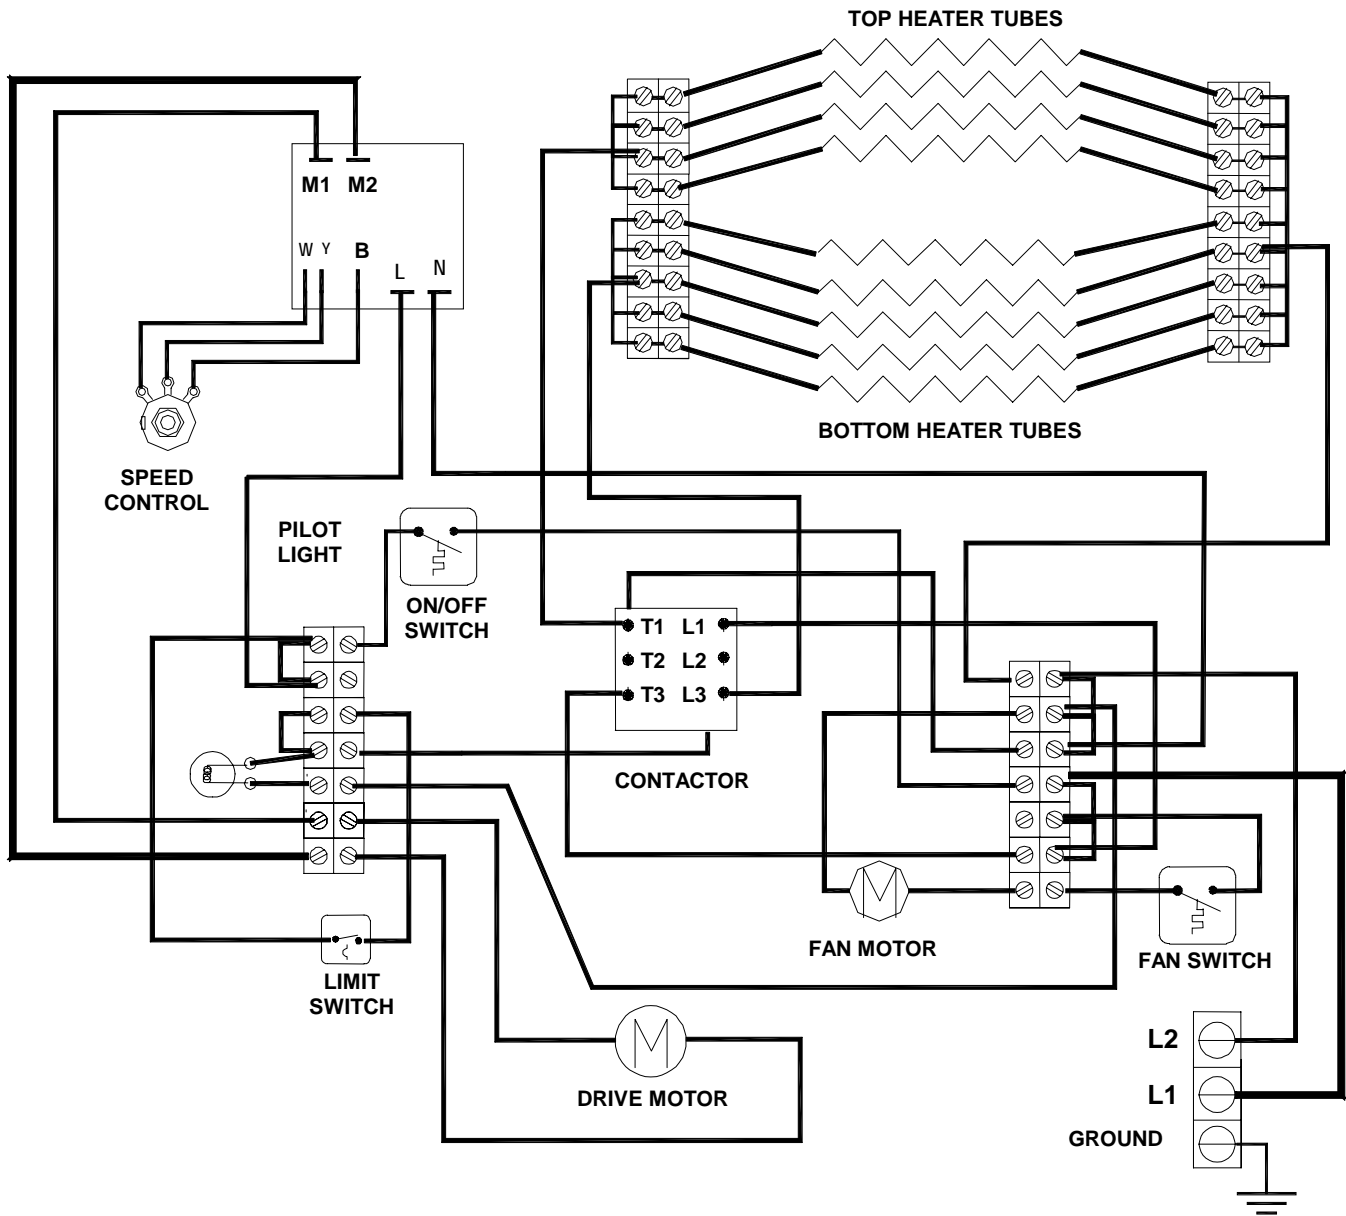 TOP HEATER TUBES
M1 M2
W Y B L N
BOTTOM HEATER TUBES
SPEED
CONTROL
PILOT
LIGHT
ON/OFF
SWITCH
T1 L1
T2 L2
T3 L3
CONTACTOR
FAN MOTOR
FAN SWITCH
LIMIT
SWITCH
DRIVE MOTOR
L2
L1
GROUND